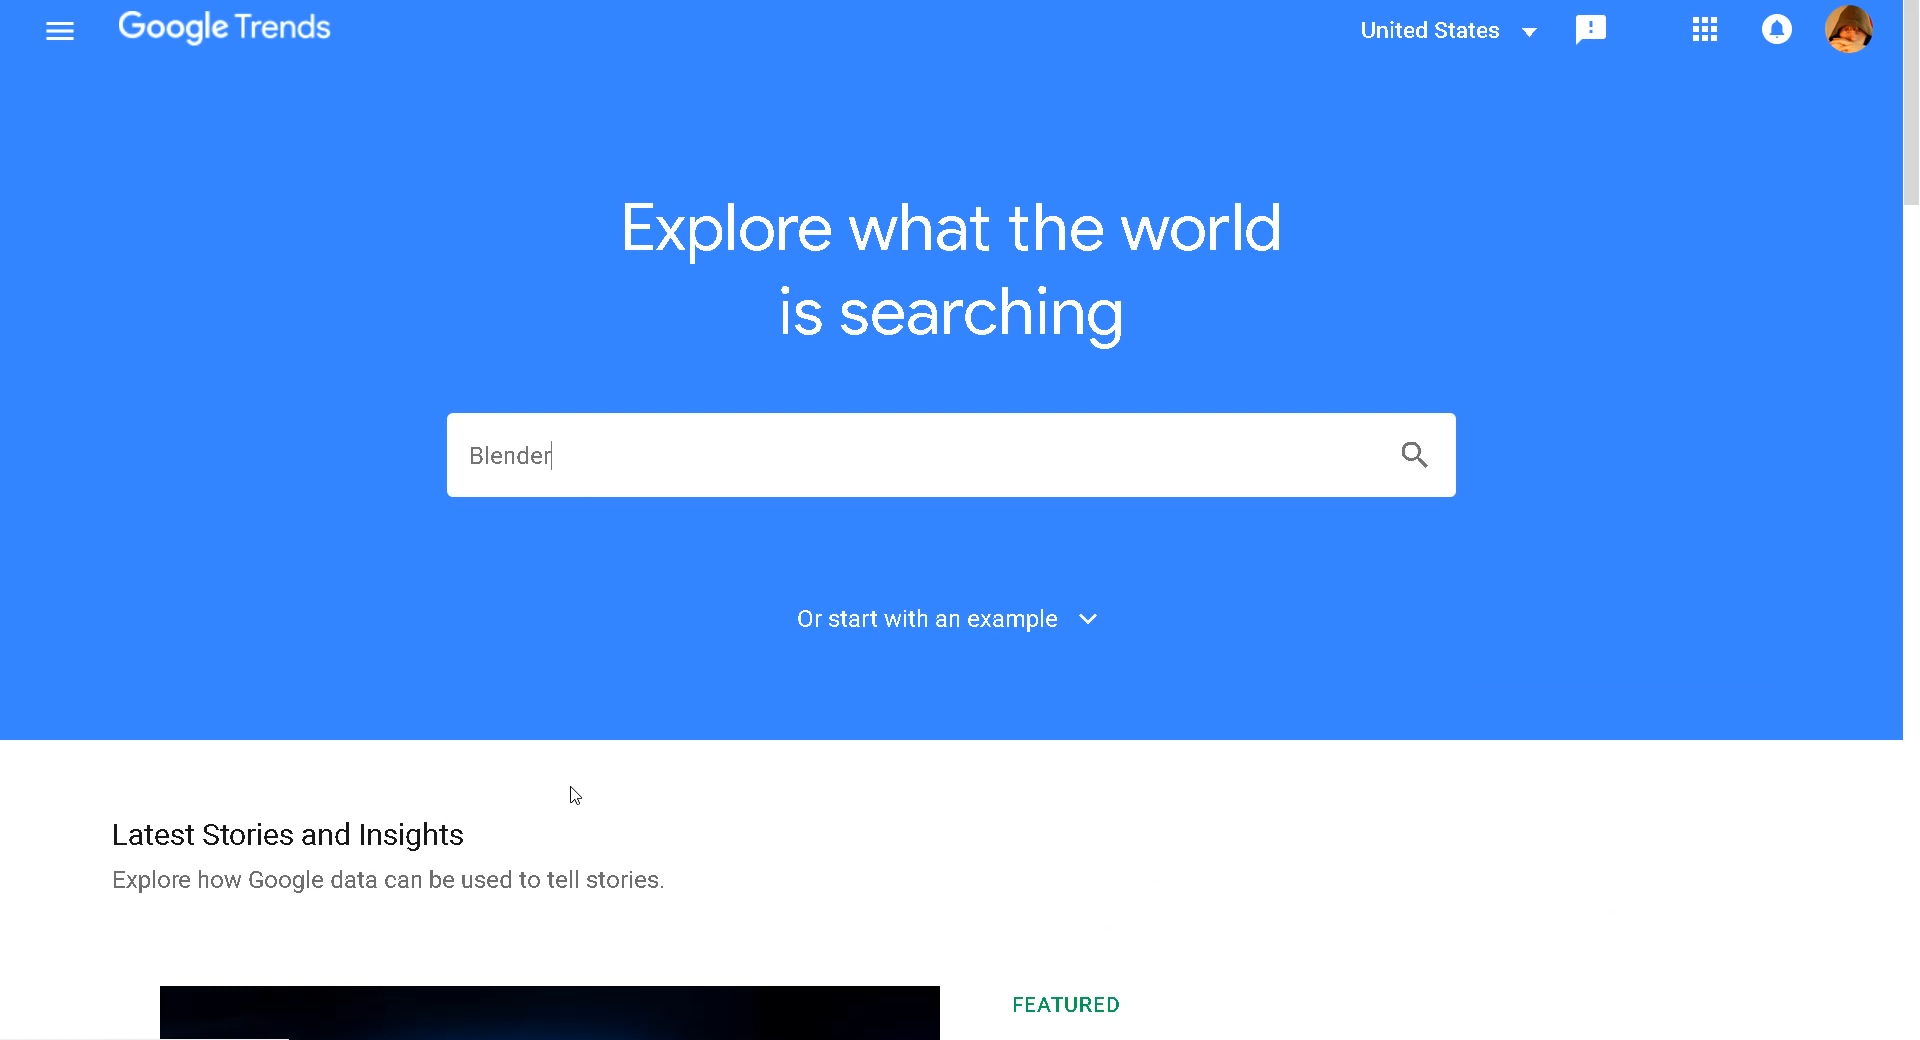 Google Trends
United States
Explore what the world
is searching
Blender
Or start with an example
Latest Stories and Insights
Explore how Google data can be used to tell stories.
FEATURED